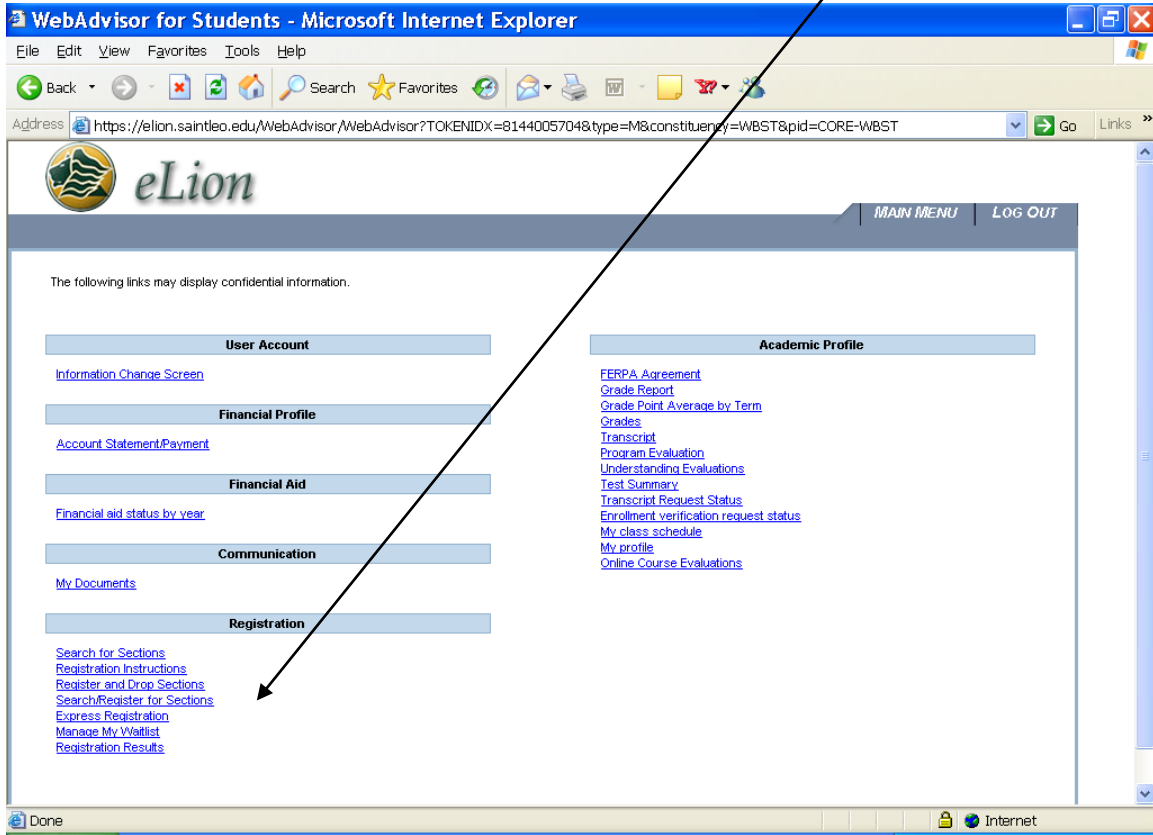 WebAdvisor for Students - Microsoft Internet Explorer
File Edit View Favorites Tools Help
Back Search Favorites
Address https://elion.saintleo.edu/WebAdvisor/WebAdvisor?TOKENIDX=8144005704&type=M&constituency=WBST&pid=CORE-WBST Go Links »
eLion
MAIN MENU LOG OUT
The following links may display confidential information.
User Account
Information Change Screen
Financial Profile
Account Statement/Payment
Financial Aid
Financial aid status by year
Communication
My Documents
Registration
Search for Sections
Registration Instructions
Register and Drop Sections
Search/Register for Sections
Express Registration
Manage My Waitlist
Registration Results
Academic Profile
FERPA Agreement
Grade Report
Grade Point Average by Term
Grades
Transcript
Program Evaluation
Understanding Evaluations
Test Summary
Transcript Request Status
Enrollment verification request status
My class schedule
My profile
Online Course Evaluations
Done Internet